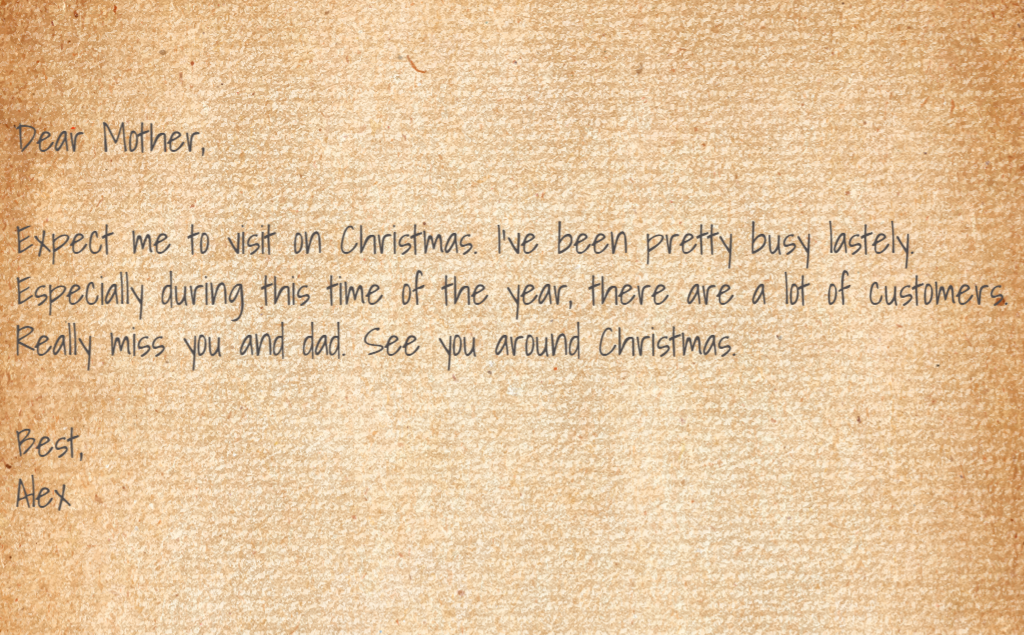 Dear Mother,
Expect me to visit on Christmas. I've been pretty busy lastely.
Especially during this time of the year, there are a lot of customers.
Really miss you and dad. See you around Christmas.
Best,
Alex